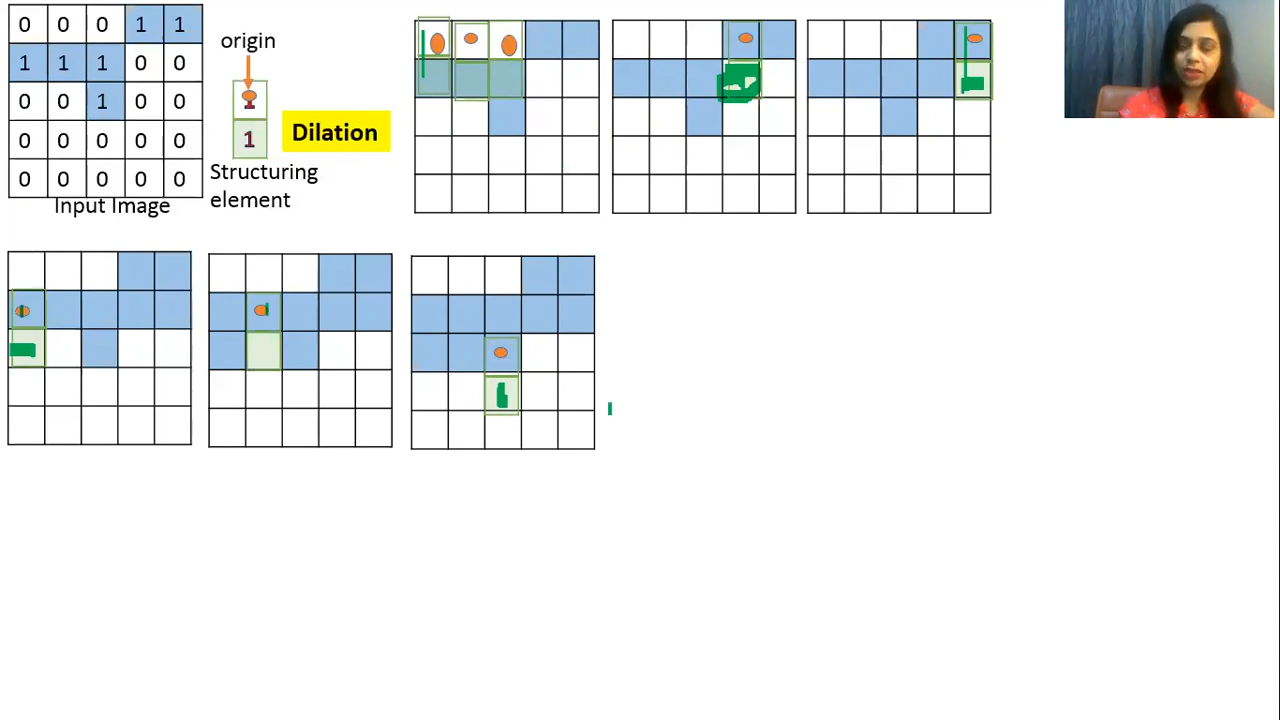 0 0 0 1 1
1 1 1 0 0
0 0 1 0 0
0 0 0 0 0
0 0 0 0 0
Input Image
origin
1
1
Structuring
element
Dilation